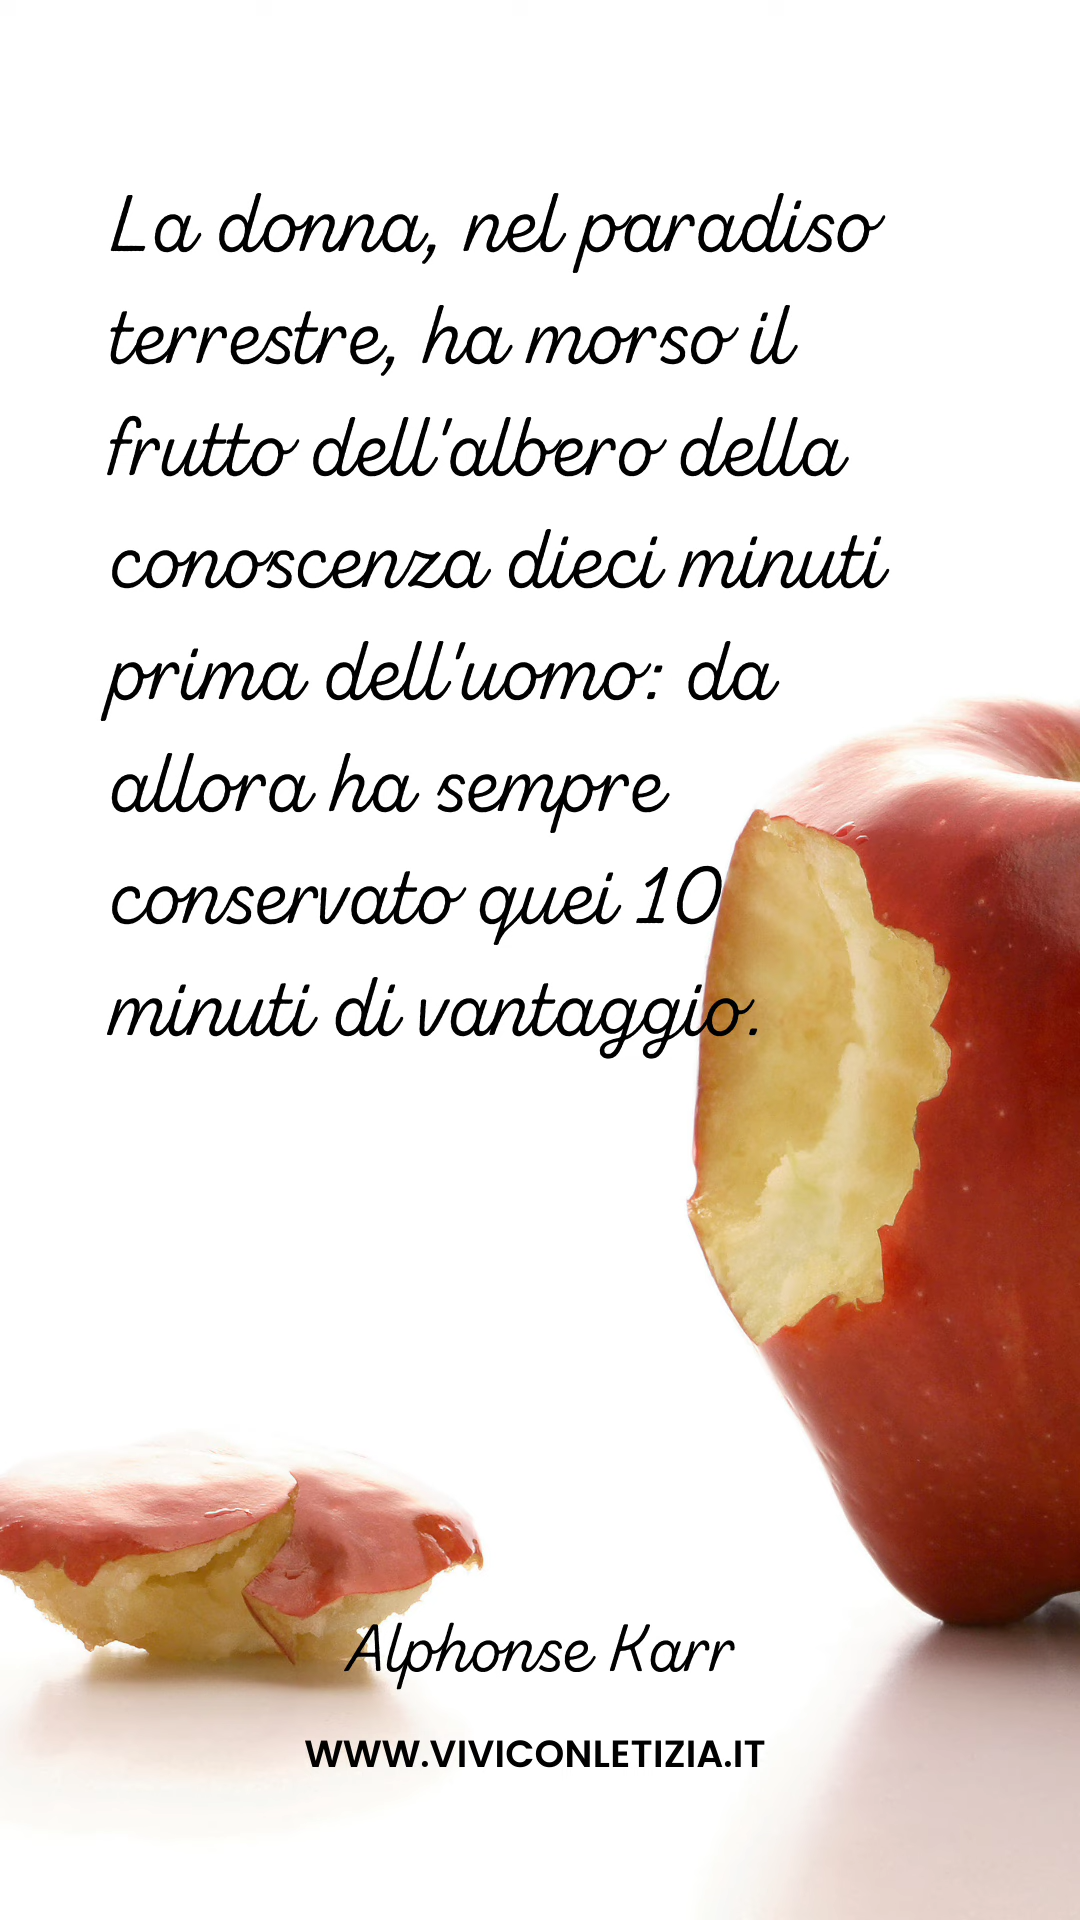 La donna, nel paradiso
terrestre, ha morso il
frutto dell'albero della
conoscenza dieci minuti
prima dell'uomo: da
allora ha sempre
conservato quei 10
minuti di vantaggio.
Alphonse Karr
WWW.VIVICONLETIZIA.IT